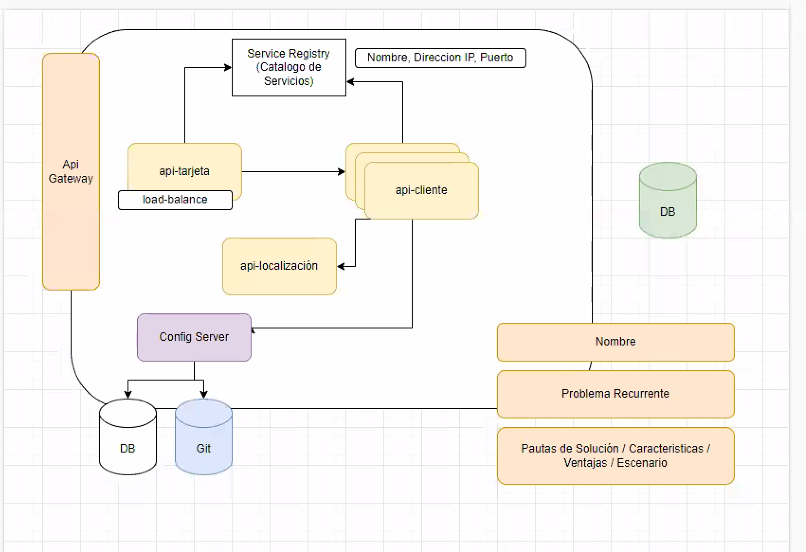 Service Registry
(Catalogo de
Servicios)
Nombre, Direccion IP, Puerto
Api
Gateway
api-tarjeta
load-balance
api-cliente
DB
api-localización
Config Server
Nombre
Problema Recurrente
DB
Git
Pautas de Solución / Caracteristicas /
Ventajas / Escenario